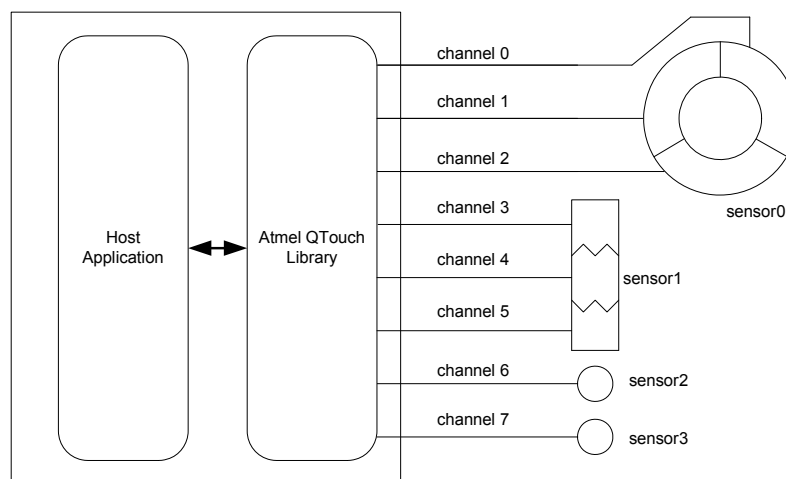 channel 0
channel 1
channel 2
sensor0
channel 3
Host
Application
Atmel QTouch
Library
channel 4
sensor1
channel 5
channel 6
sensor2
channel 7
sensor3